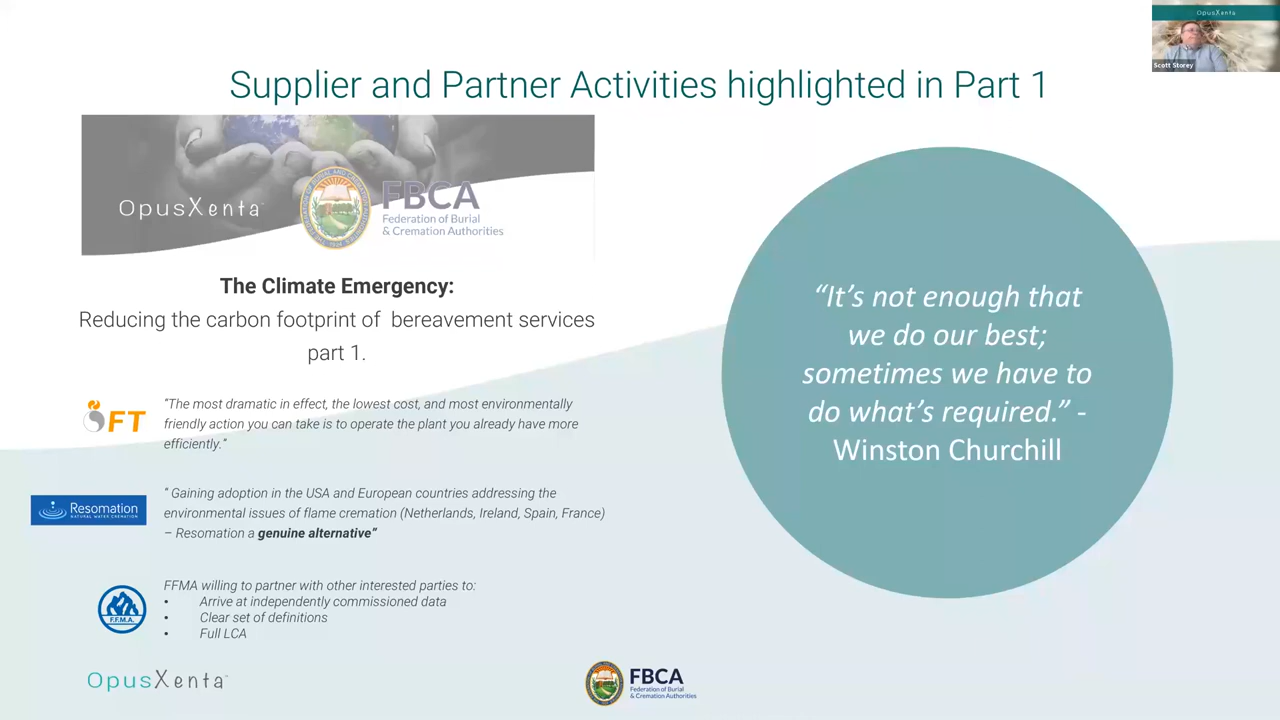 OpusXenta
Scott Storey
Supplier and Partner Activities highlighted in Part 1
OpusXenta
FBCA
Federation of Burial
& Cremation Authorities
The Climate Emergency:
Reducing the carbon footprint of bereavement services
part 1.
FT
"The most dramatic in effect, the lowest cost, and most environmentally
friendly action you can take is to operate the plant you already have more
efficiently."
Resomation
NATURAL WATER CREMATION
" Gaining adoption in the USA and European countries addressing the
environmental issues of flame cremation (Netherlands, Ireland, Spain, France)
– Resomation a genuine alternative"
F.F.M.A.
FFMA willing to partner with other interested parties to:
• Arrive at independently commissioned data
• Clear set of definitions
• Full LCA
“It’s not enough that
we do our best;
sometimes we have to
do what’s required.” -
Winston Churchill
OpusXenta
FBCA
Federation of Burial
& Cremation Authorities